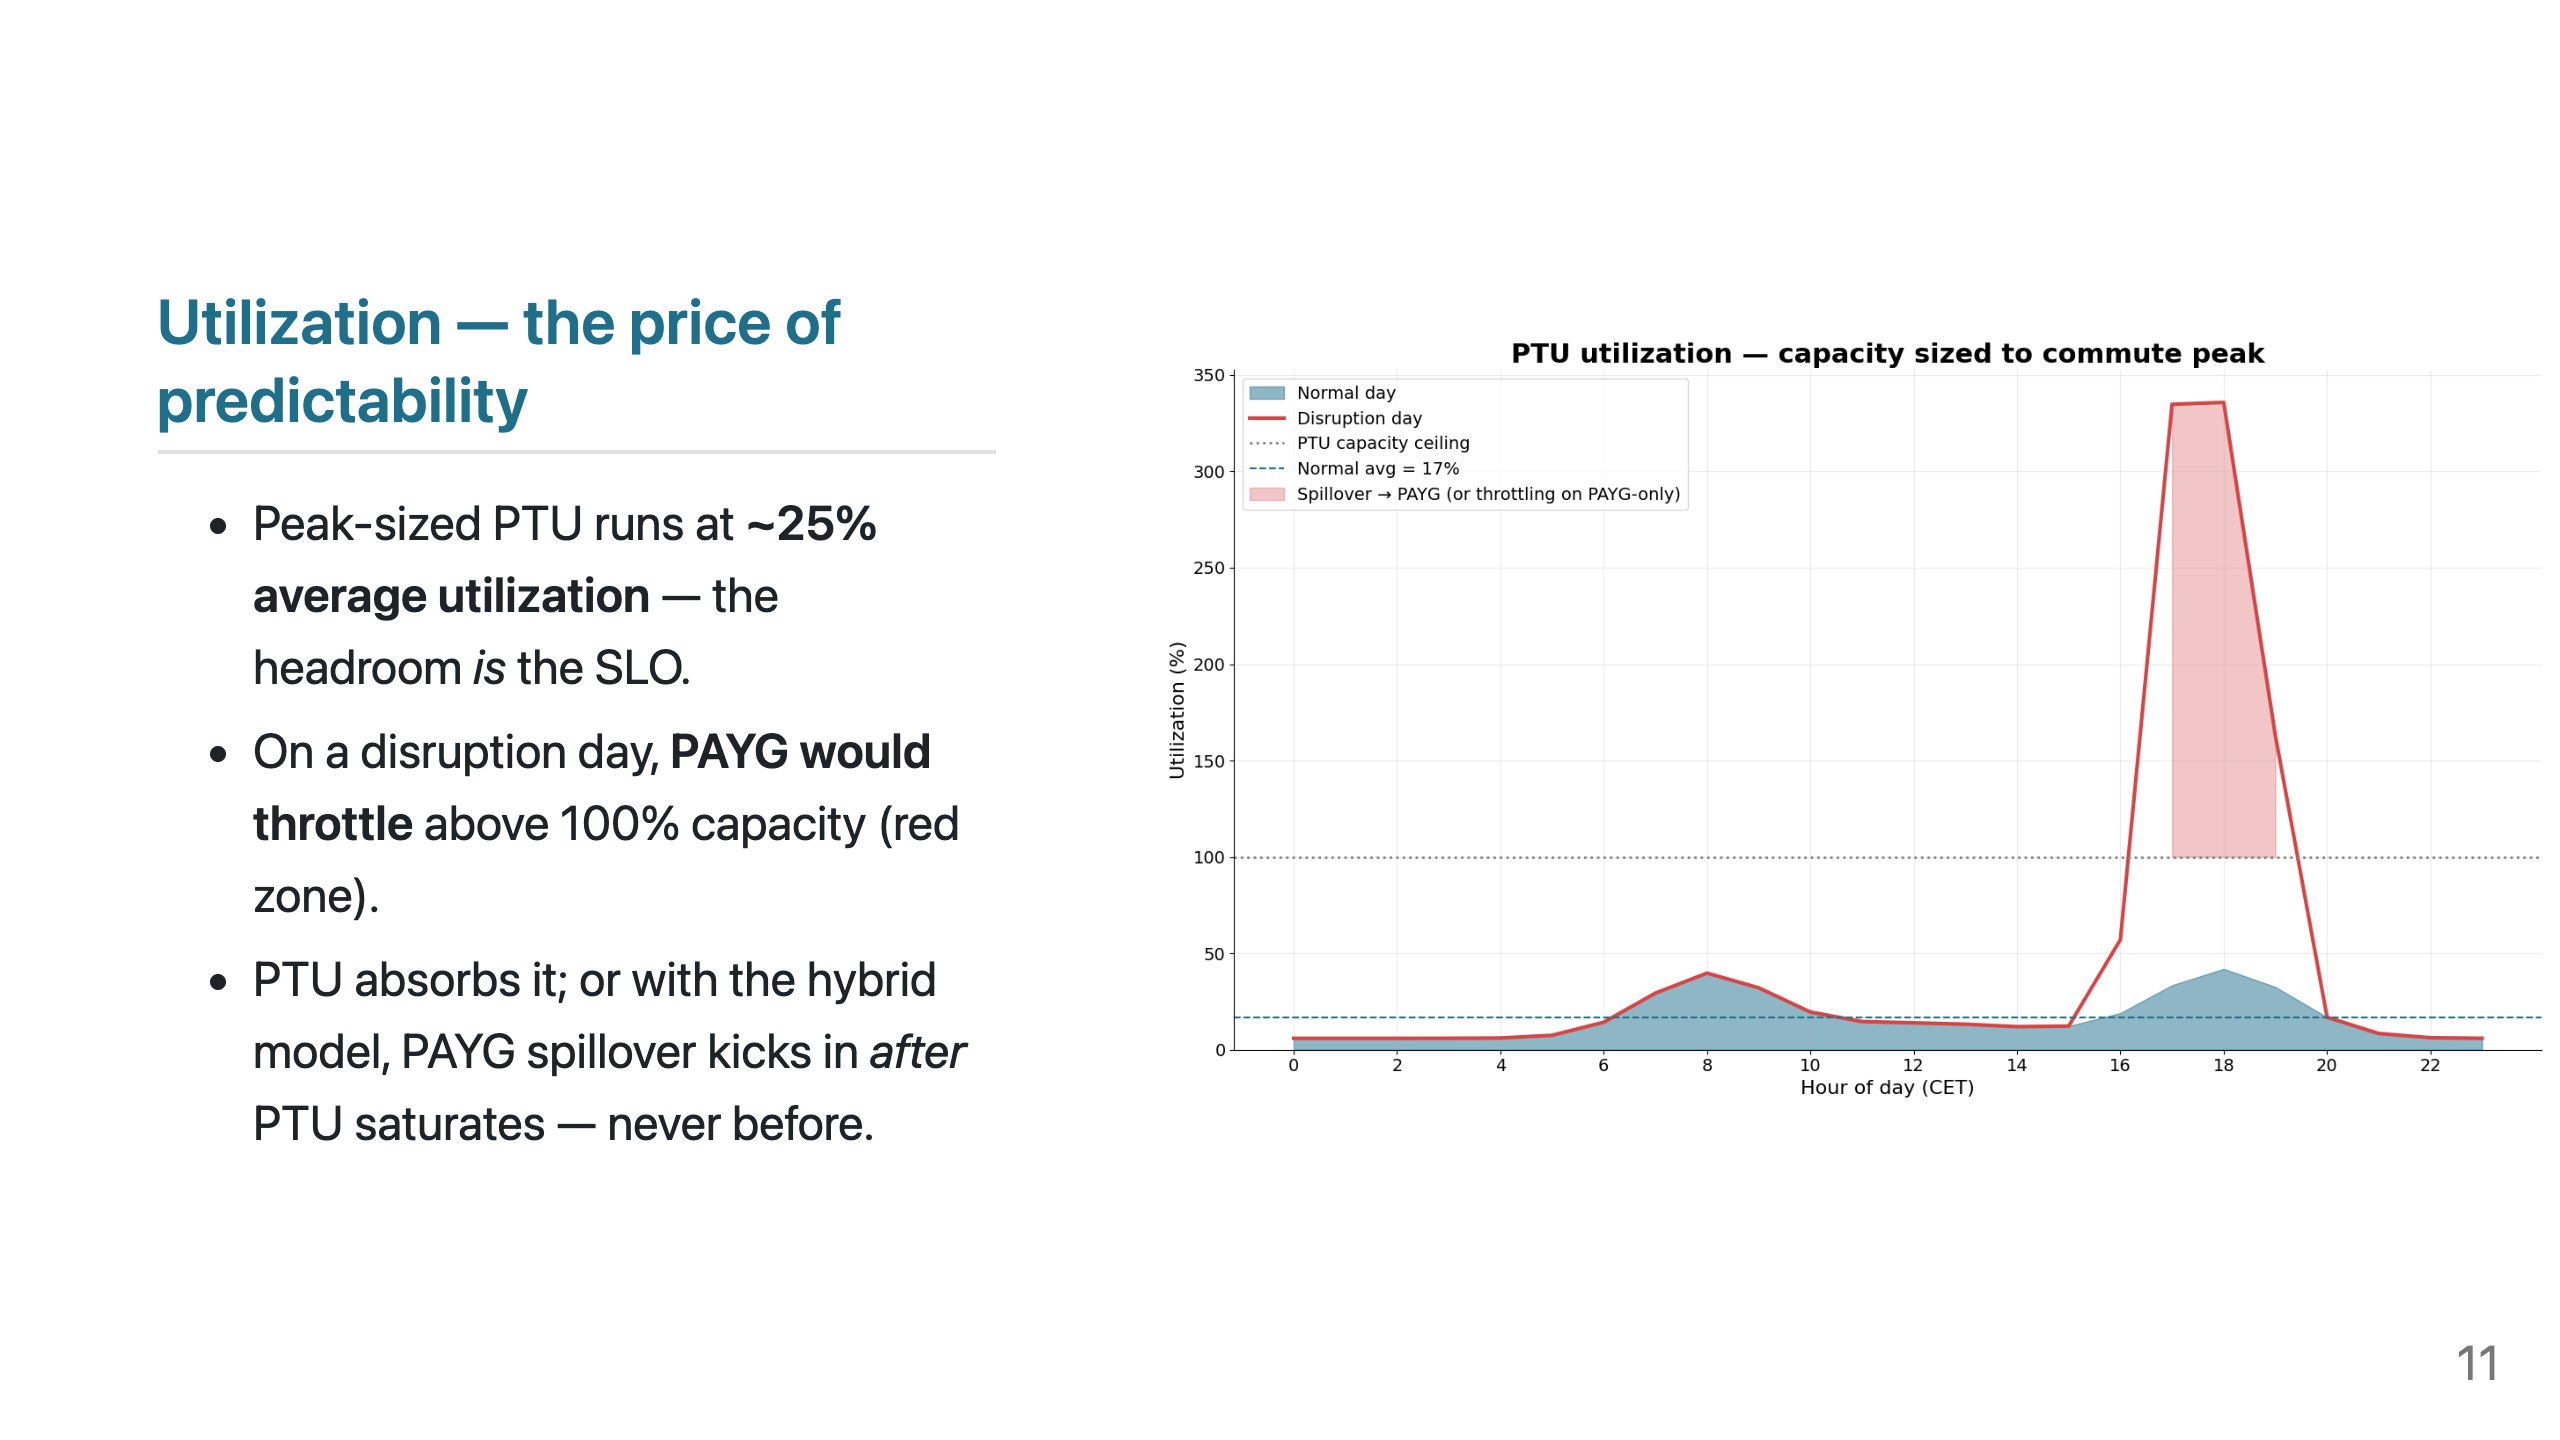 Utilization — the price of
predictability
• Peak-sized PTU runs at ~25%
average utilization — the
headroom is the SLO.
• On a disruption day, PAYG would
throttle above 100% capacity (red
zone).
• PTU absorbs it; or with the hybrid
model, PAYG spillover kicks in after
PTU saturates — never before.
PTU utilization — capacity sized to commute peak
Normal day
Disruption day
PTU capacity ceiling
Normal avg = 17%
Spillover → PAYG (or throttling on PAYG-only)
Utilization (%)
350
300
250
200
150
100
50
0
0 2 4 6 8 10 12 14 16 18 20 22
Hour of day (CET)
11